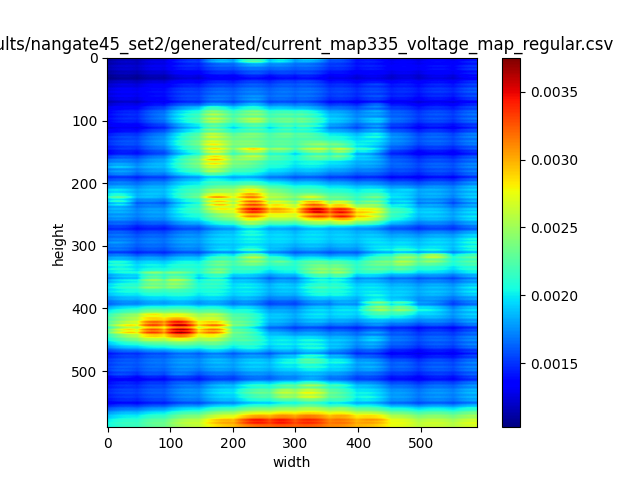 ults/nangate45_set2/generated/current_map335_voltage_map_regular.csv
0
100
200
300
400
500
height
0 100 200 300 400 500
width
0.0035
0.0030
0.0025
0.0020
0.0015